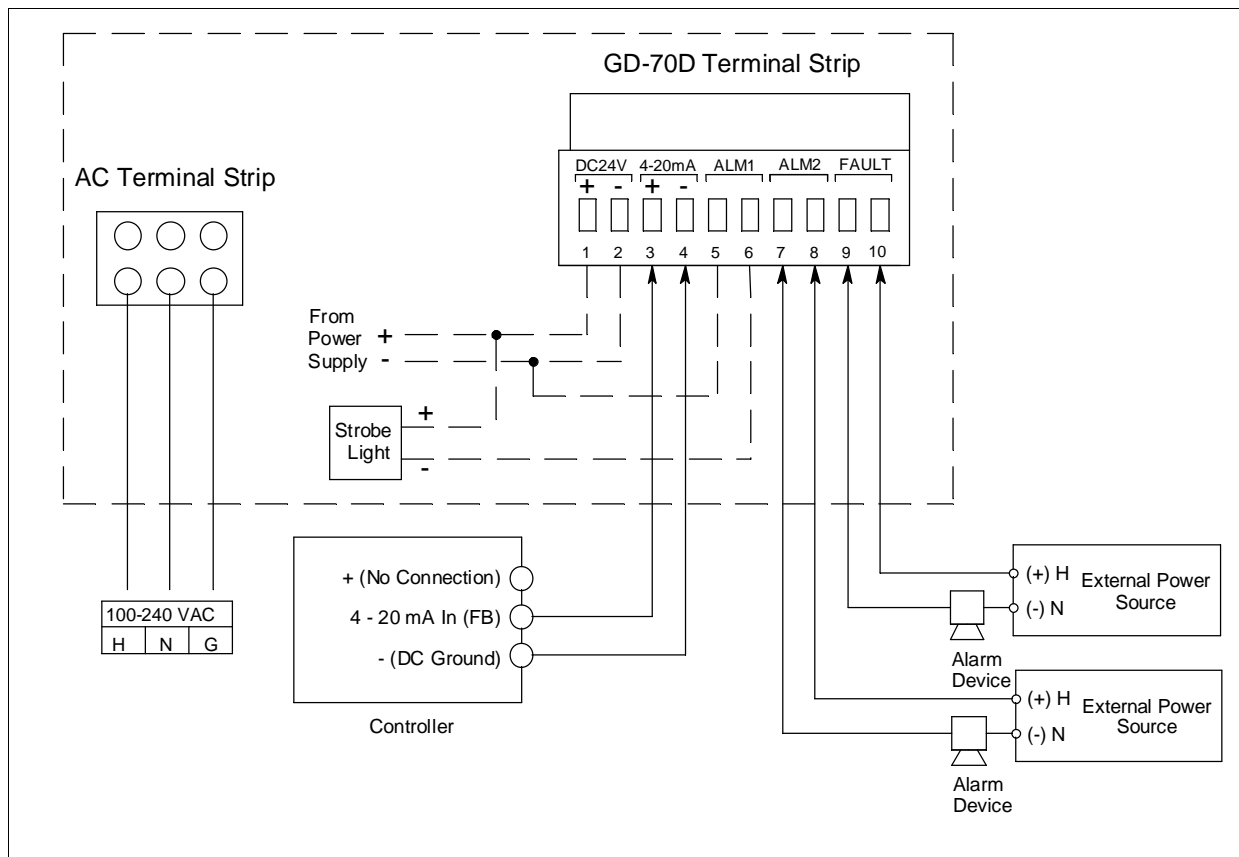 GD-70D Terminal Strip
AC Terminal Strip
DC24V 4-20mA ALM1 ALM2 FAULT
+ - + -
1 2 3 4 5 6 7 8 9 10
From
Power +
Supply -
Strobe
Light
+
-
+ (No Connection)
4 - 20 mA In (FB)
- (DC Ground)
Controller
100-240 VAC
H N G
(+) H
(-) N
External Power
Source
Alarm
Device
(+) H
(-) N
External Power
Source
Alarm
Device